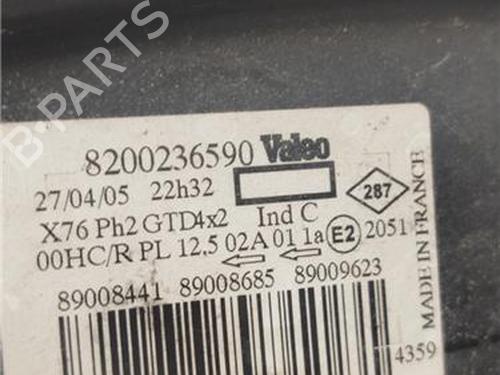 B-PARTS
8200236590 Valeo
27/04/05 22h32
287
X76 Ph2 GTD4x2 Ind C
00HC/R PL 12,5 02A 01 1a E2 2051
89008441 89008685 89009623
4359
MADE IN FRANCE